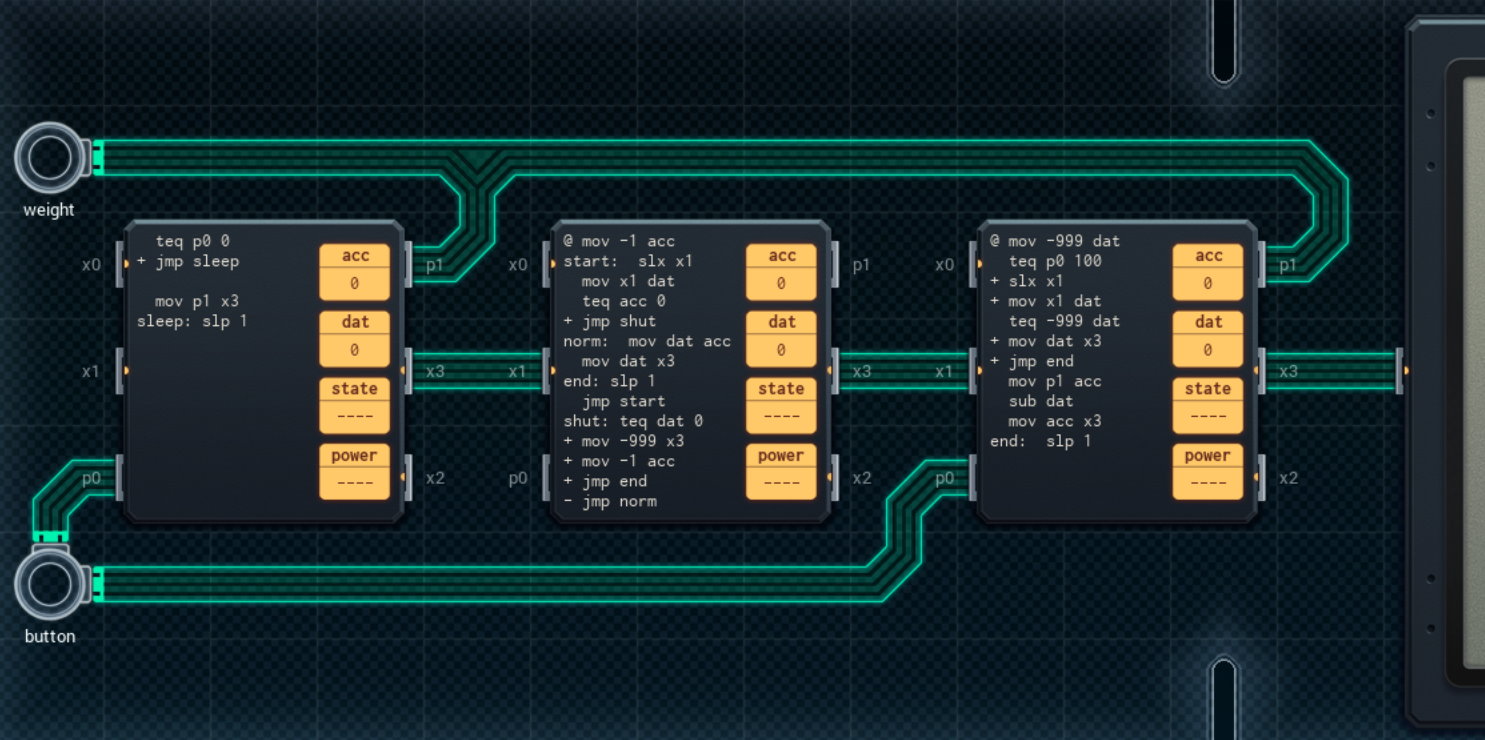 weight
x0
teq p0 0
+ jmp sleep
mov p1 x3
sleep: slp 1
acc
0
dat
0
state
----
power
----
x1
p0
p1
x3
x2
x0
@ mov -1 acc
start:  slx x1
mov x1 dat
teq acc 0
+ jmp shut
norm:  mov dat acc
mov dat x3
end: slp 1
jmp start
shut: teq dat 0
+ mov -999 x3
+ mov -1 acc
+ jmp end
- jmp norm
acc
0
dat
0
state
----
power
----
x1
p0
p1
x3
x2
x0
@ mov -999 dat
teq p0 100
+ slx x1
+ mov x1 dat
teq -999 dat
+ mov dat x3
+ jmp end
mov p1 acc
sub dat
mov acc x3
end:  slp 1
acc
0
dat
0
state
----
power
----
x1
p0
p1
x3
x2
button